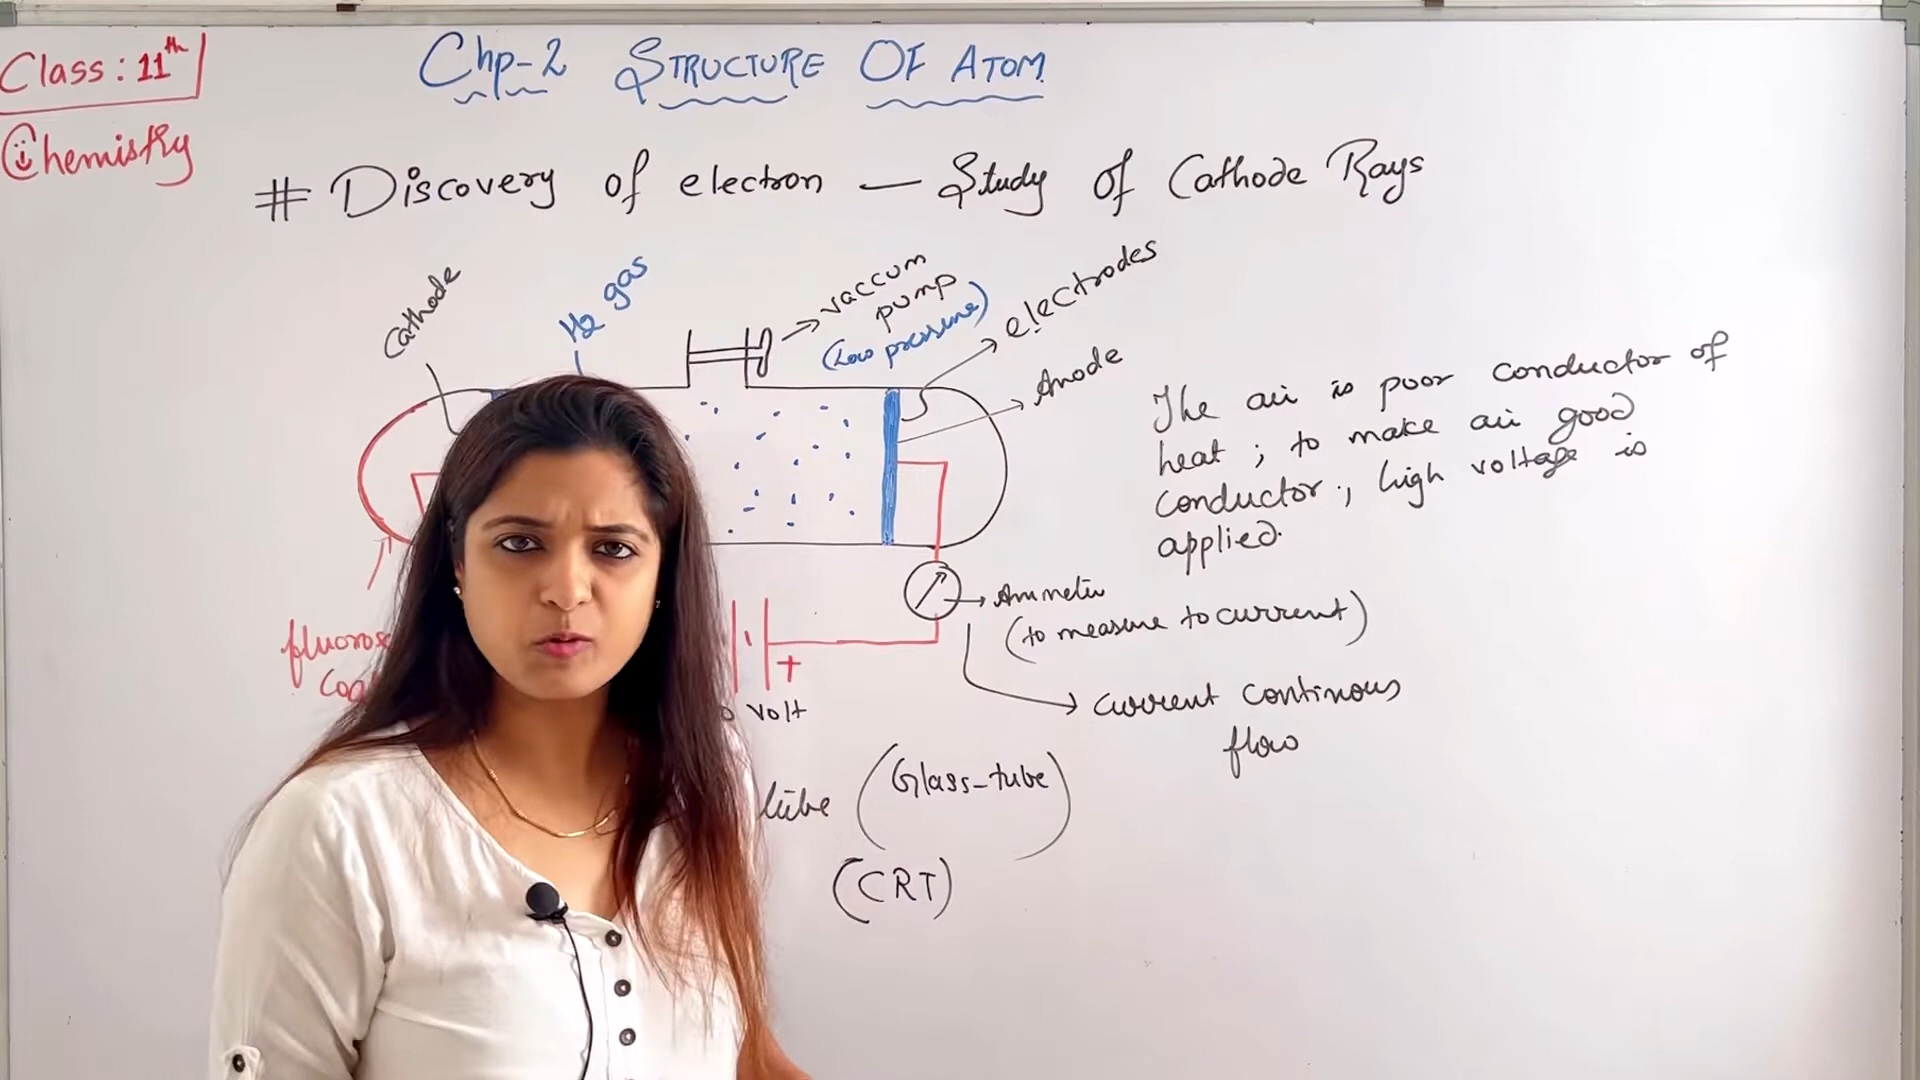 Class: 11th
Chemistry
Chp-2 STRUCTURE OF ATOM
# Discovery of electron — Study of Cathode Rays
Cathode
H2 gas
vaccum
pump
(Low pressure)
electrodes
Anode
The air is poor conductor of
heat ; to make air good
conductor, high voltage is
applied.
Ammeter
(to measure to current)
current continous
flow
+
volt
(Glass-tube)
(CRT)